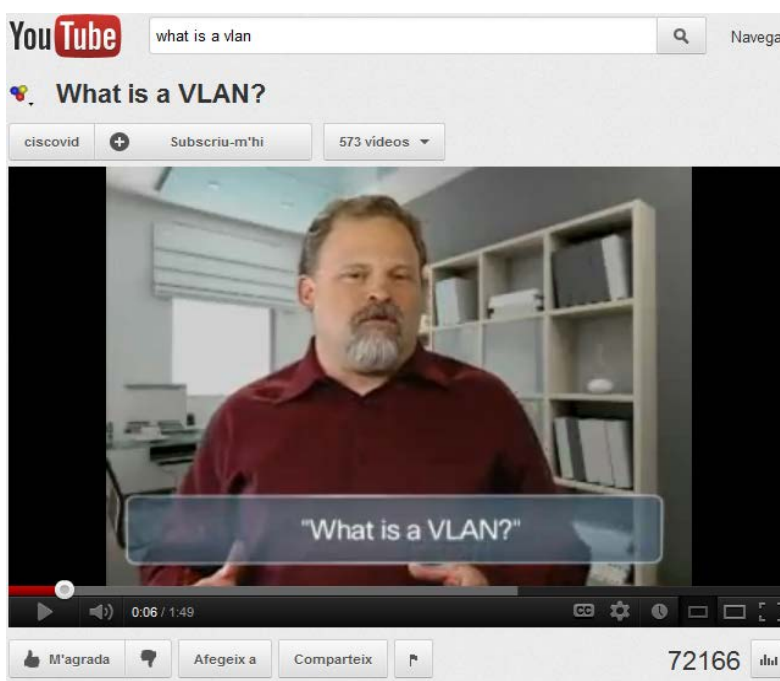 YouTube what is a vlan Navega
What is a VLAN?
ciscovid Subscriu-m'hi 573 vídeos
"What is a VLAN?"
0:06 / 1:49 CC
M'agrada Afegeix a Comparteix 72166